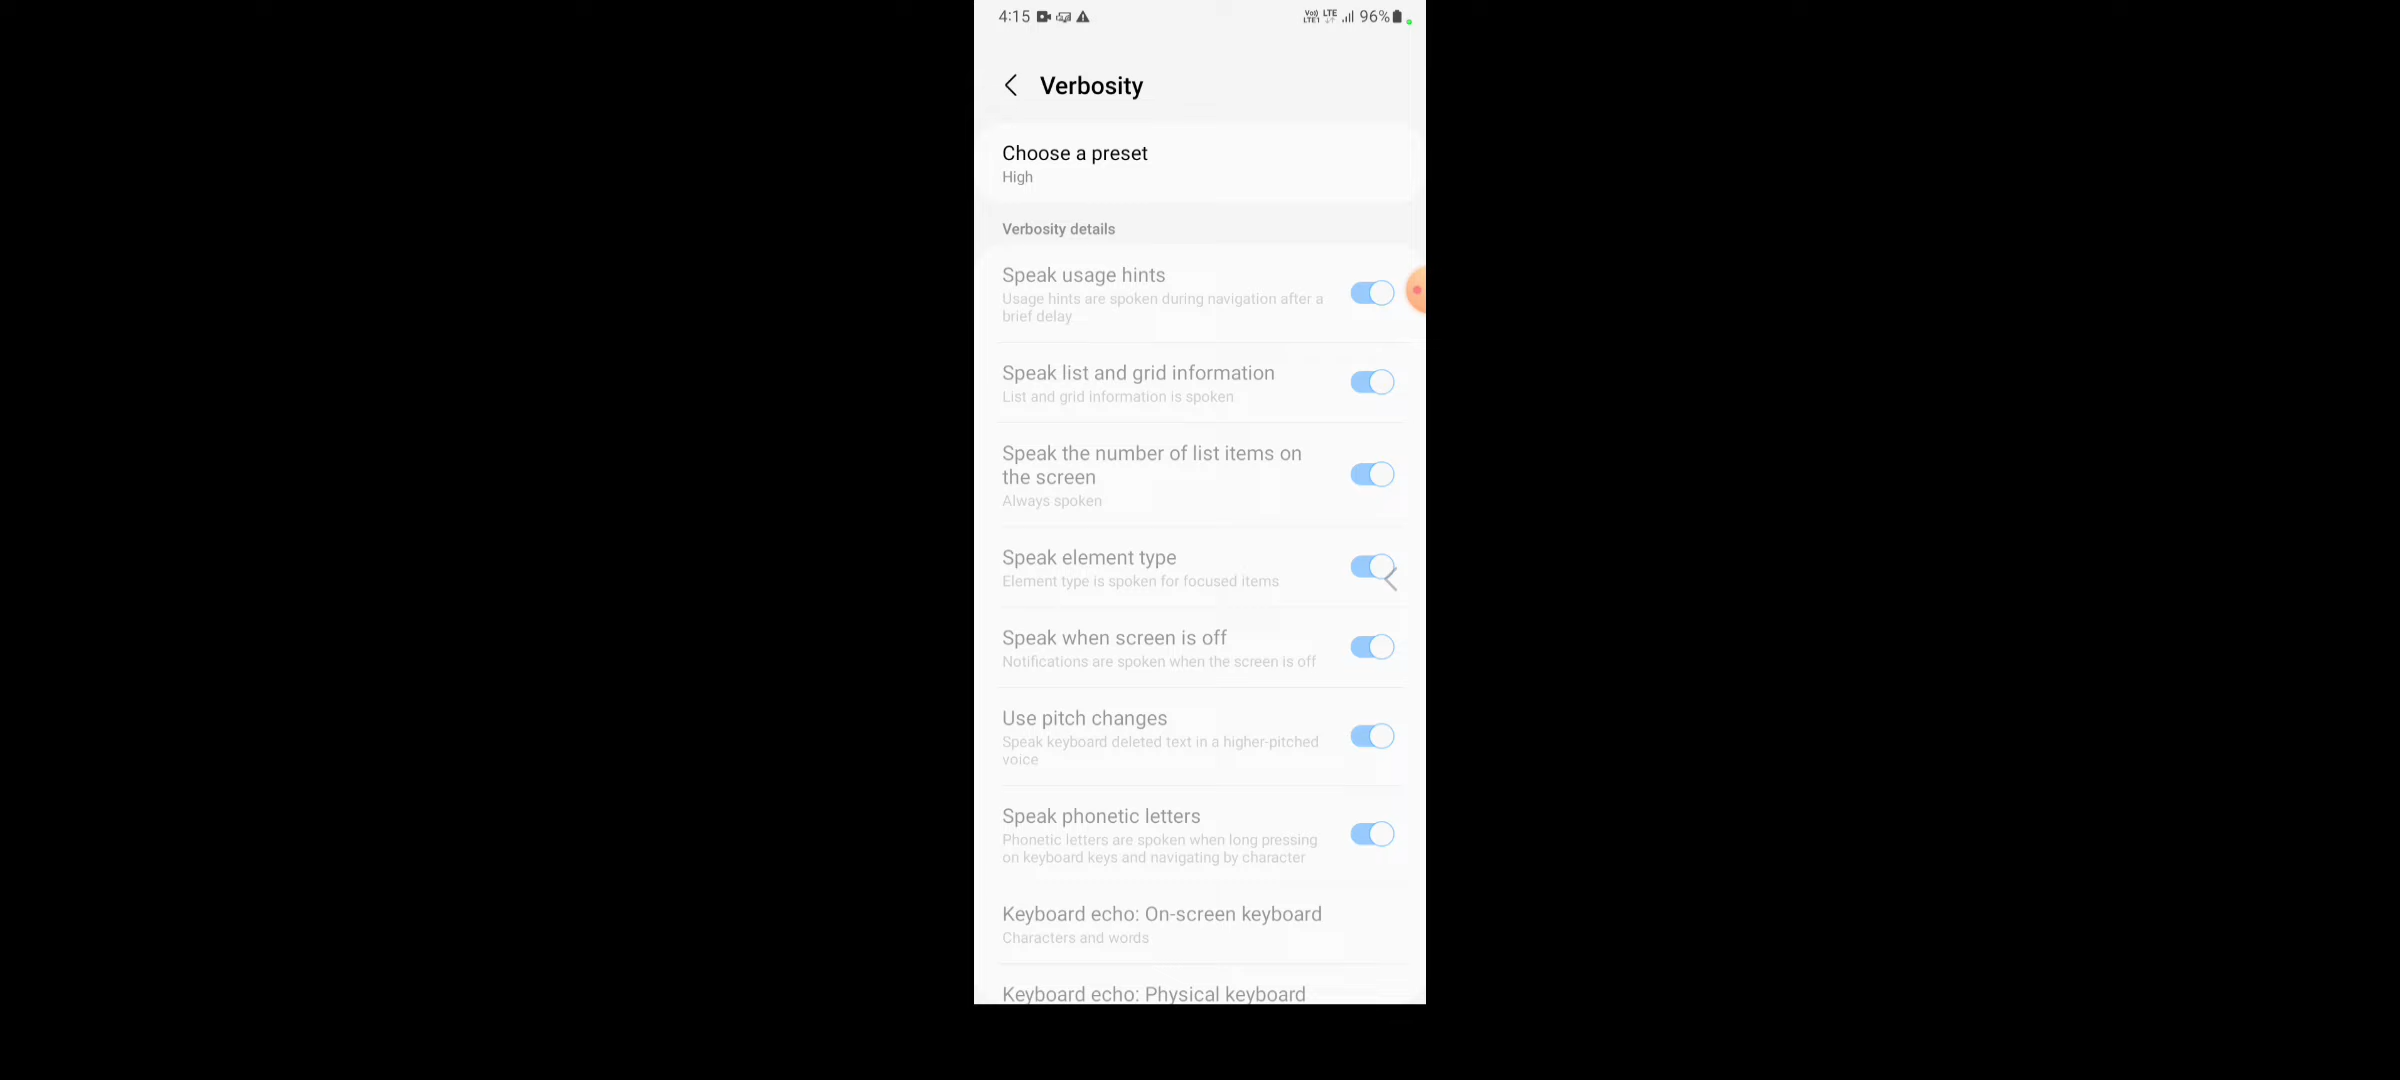 4:15
Vo)) LTE 96%
LTE1
Verbosity
Choose a preset
High
Verbosity details
Speak usage hints
Usage hints are spoken during navigation after a
brief delay
Speak list and grid information
List and grid information is spoken
Speak the number of list items on
the screen
Always spoken
Speak element type
Element type is spoken for focused items
Speak when screen is off
Notifications are spoken when the screen is off
Use pitch changes
Speak keyboard deleted text in a higher-pitched
voice
Speak phonetic letters
Phonetic letters are spoken when long pressing
on keyboard keys and navigating by character
Keyboard echo: On-screen keyboard
Characters and words
Keyboard echo: Physical keyboard